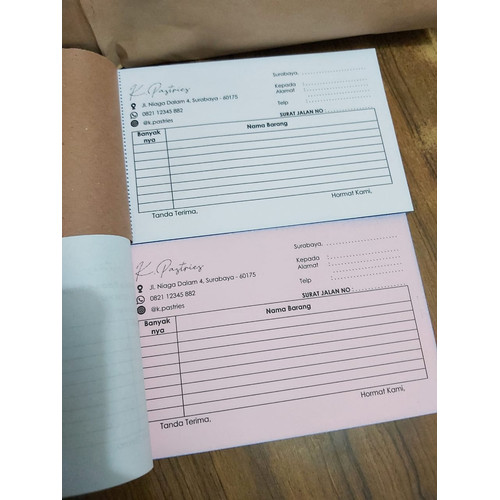 K. Pastries
Jl. Niaga Dalam 4, Surabaya - 60175
0821 12345 882
@k.pastries
Surabaya,
Kepada :
Alamat :
Telp :
SURAT JALAN NO :
Banyak nya
Nama Barang
Tanda Terima,
Hormat Kami,
K. Pastries
Jl. Niaga Dalam 4, Surabaya - 60175
0821 12345 882
@k.pastries
Surabaya,
Kepada :
Alamat :
Telp :
SURAT JALAN NO :
Banyak nya
Nama Barang
Tanda Terima,
Hormat Kami,